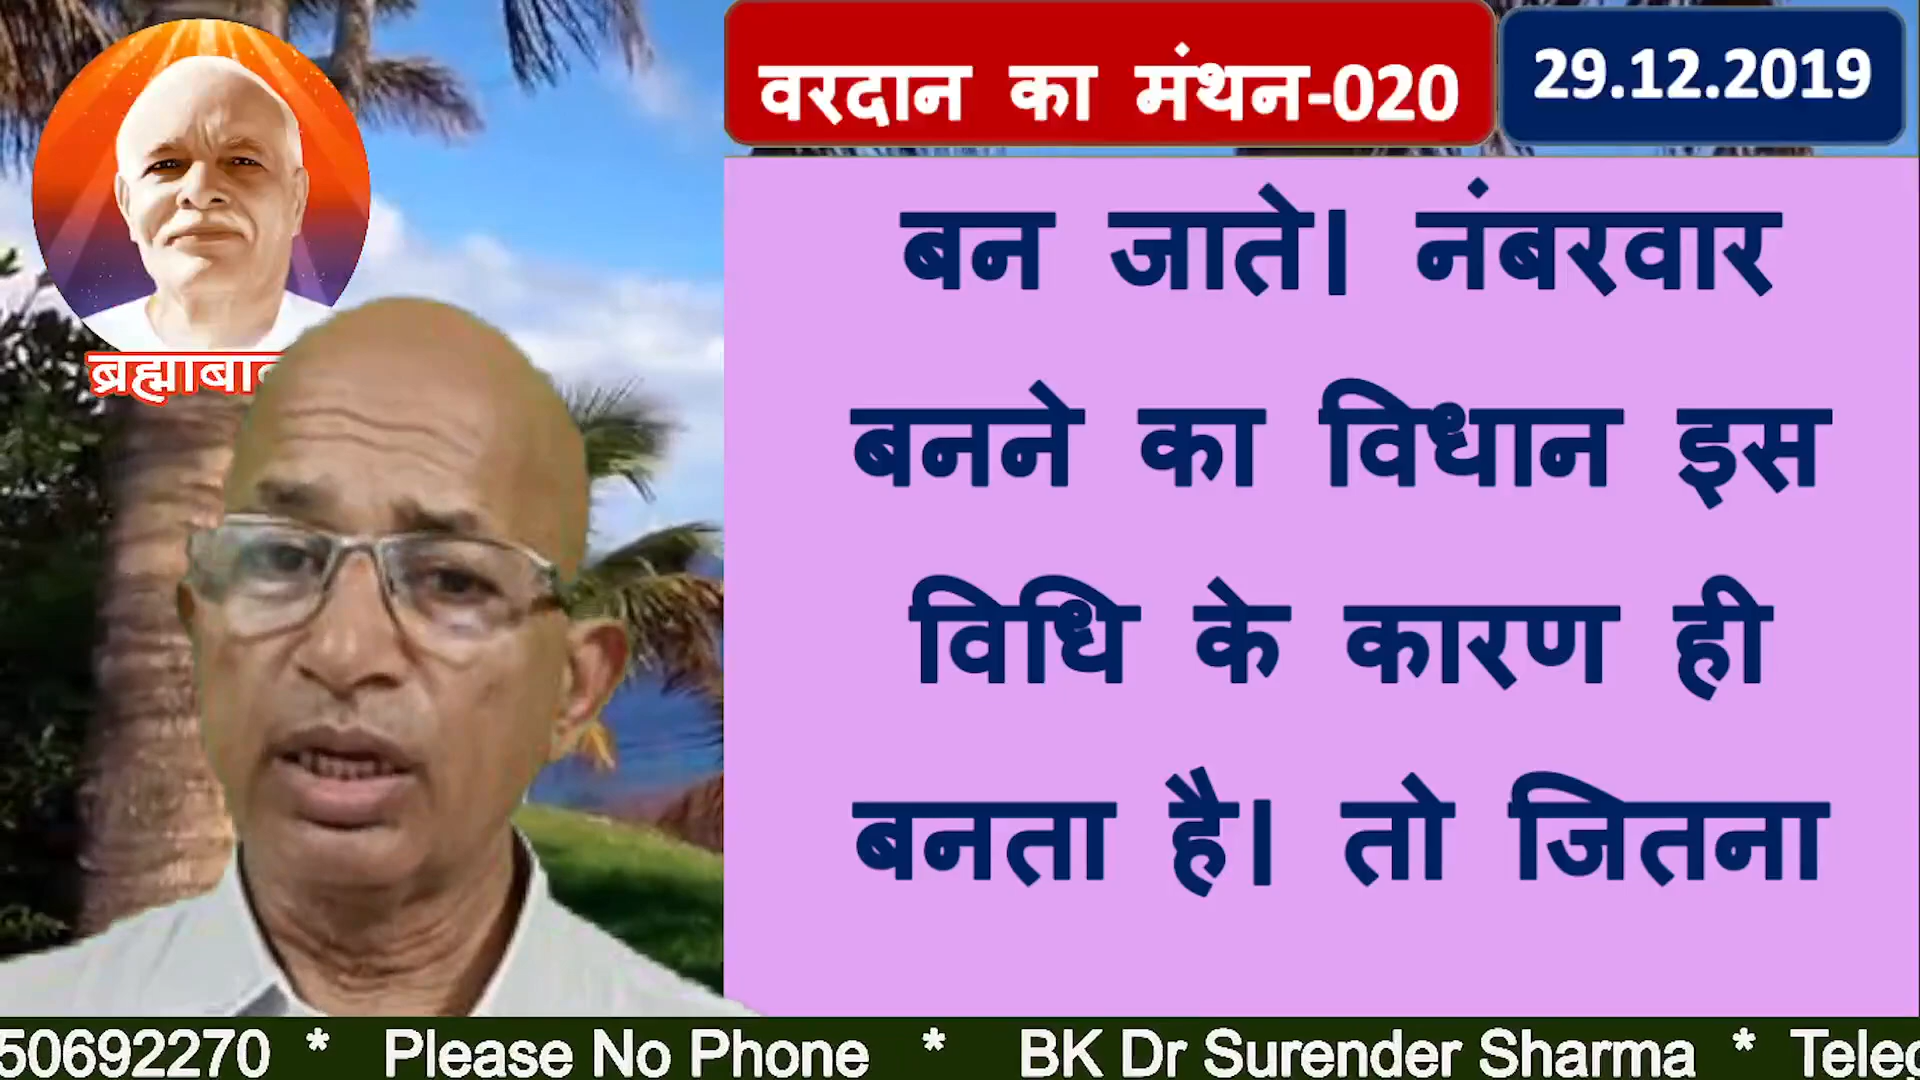 वरदान का मंथन-020
29.12.2019
बन जाते। नंबरवार
बनने का विधान इस
विधि के कारण ही
बनता है। तो जितना
50692270 * Please No Phone * BK Dr Surender Sharma *